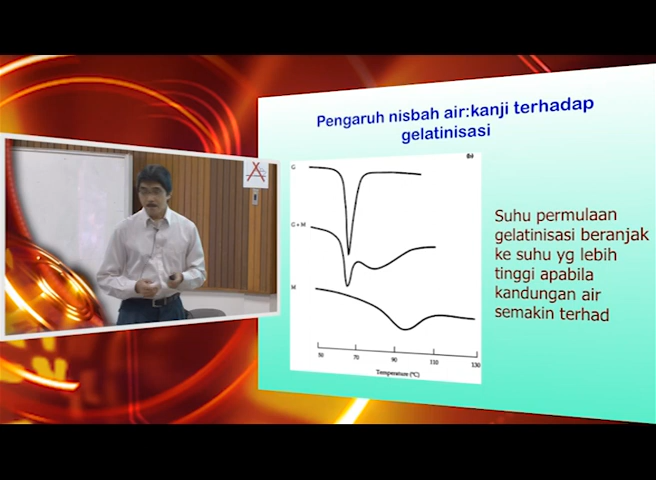 Pengaruh nisbah air:kanji terhadap
gelatinisasi
G
G + M
M
50 70 90 110 130
Temperature (°C)
Suhu permulaan
gelatinisasi beranjak
ke suhu yg lebih
tinggi apabila
kandungan air
semakin terhad